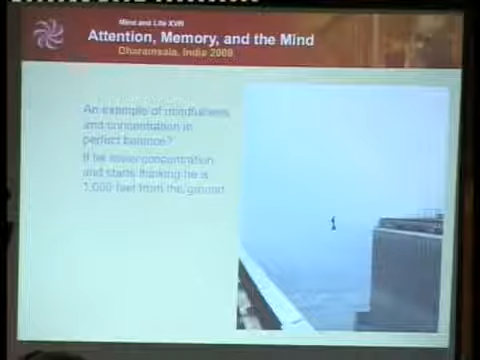 Mind and Life XVIII
Attention, Memory, and the Mind
Dharamsala, India 2009
An example of mindfulness
and concentration in
perfect balance?
If he loses concentration
and starts thinking he is
1,000 feet from the ground